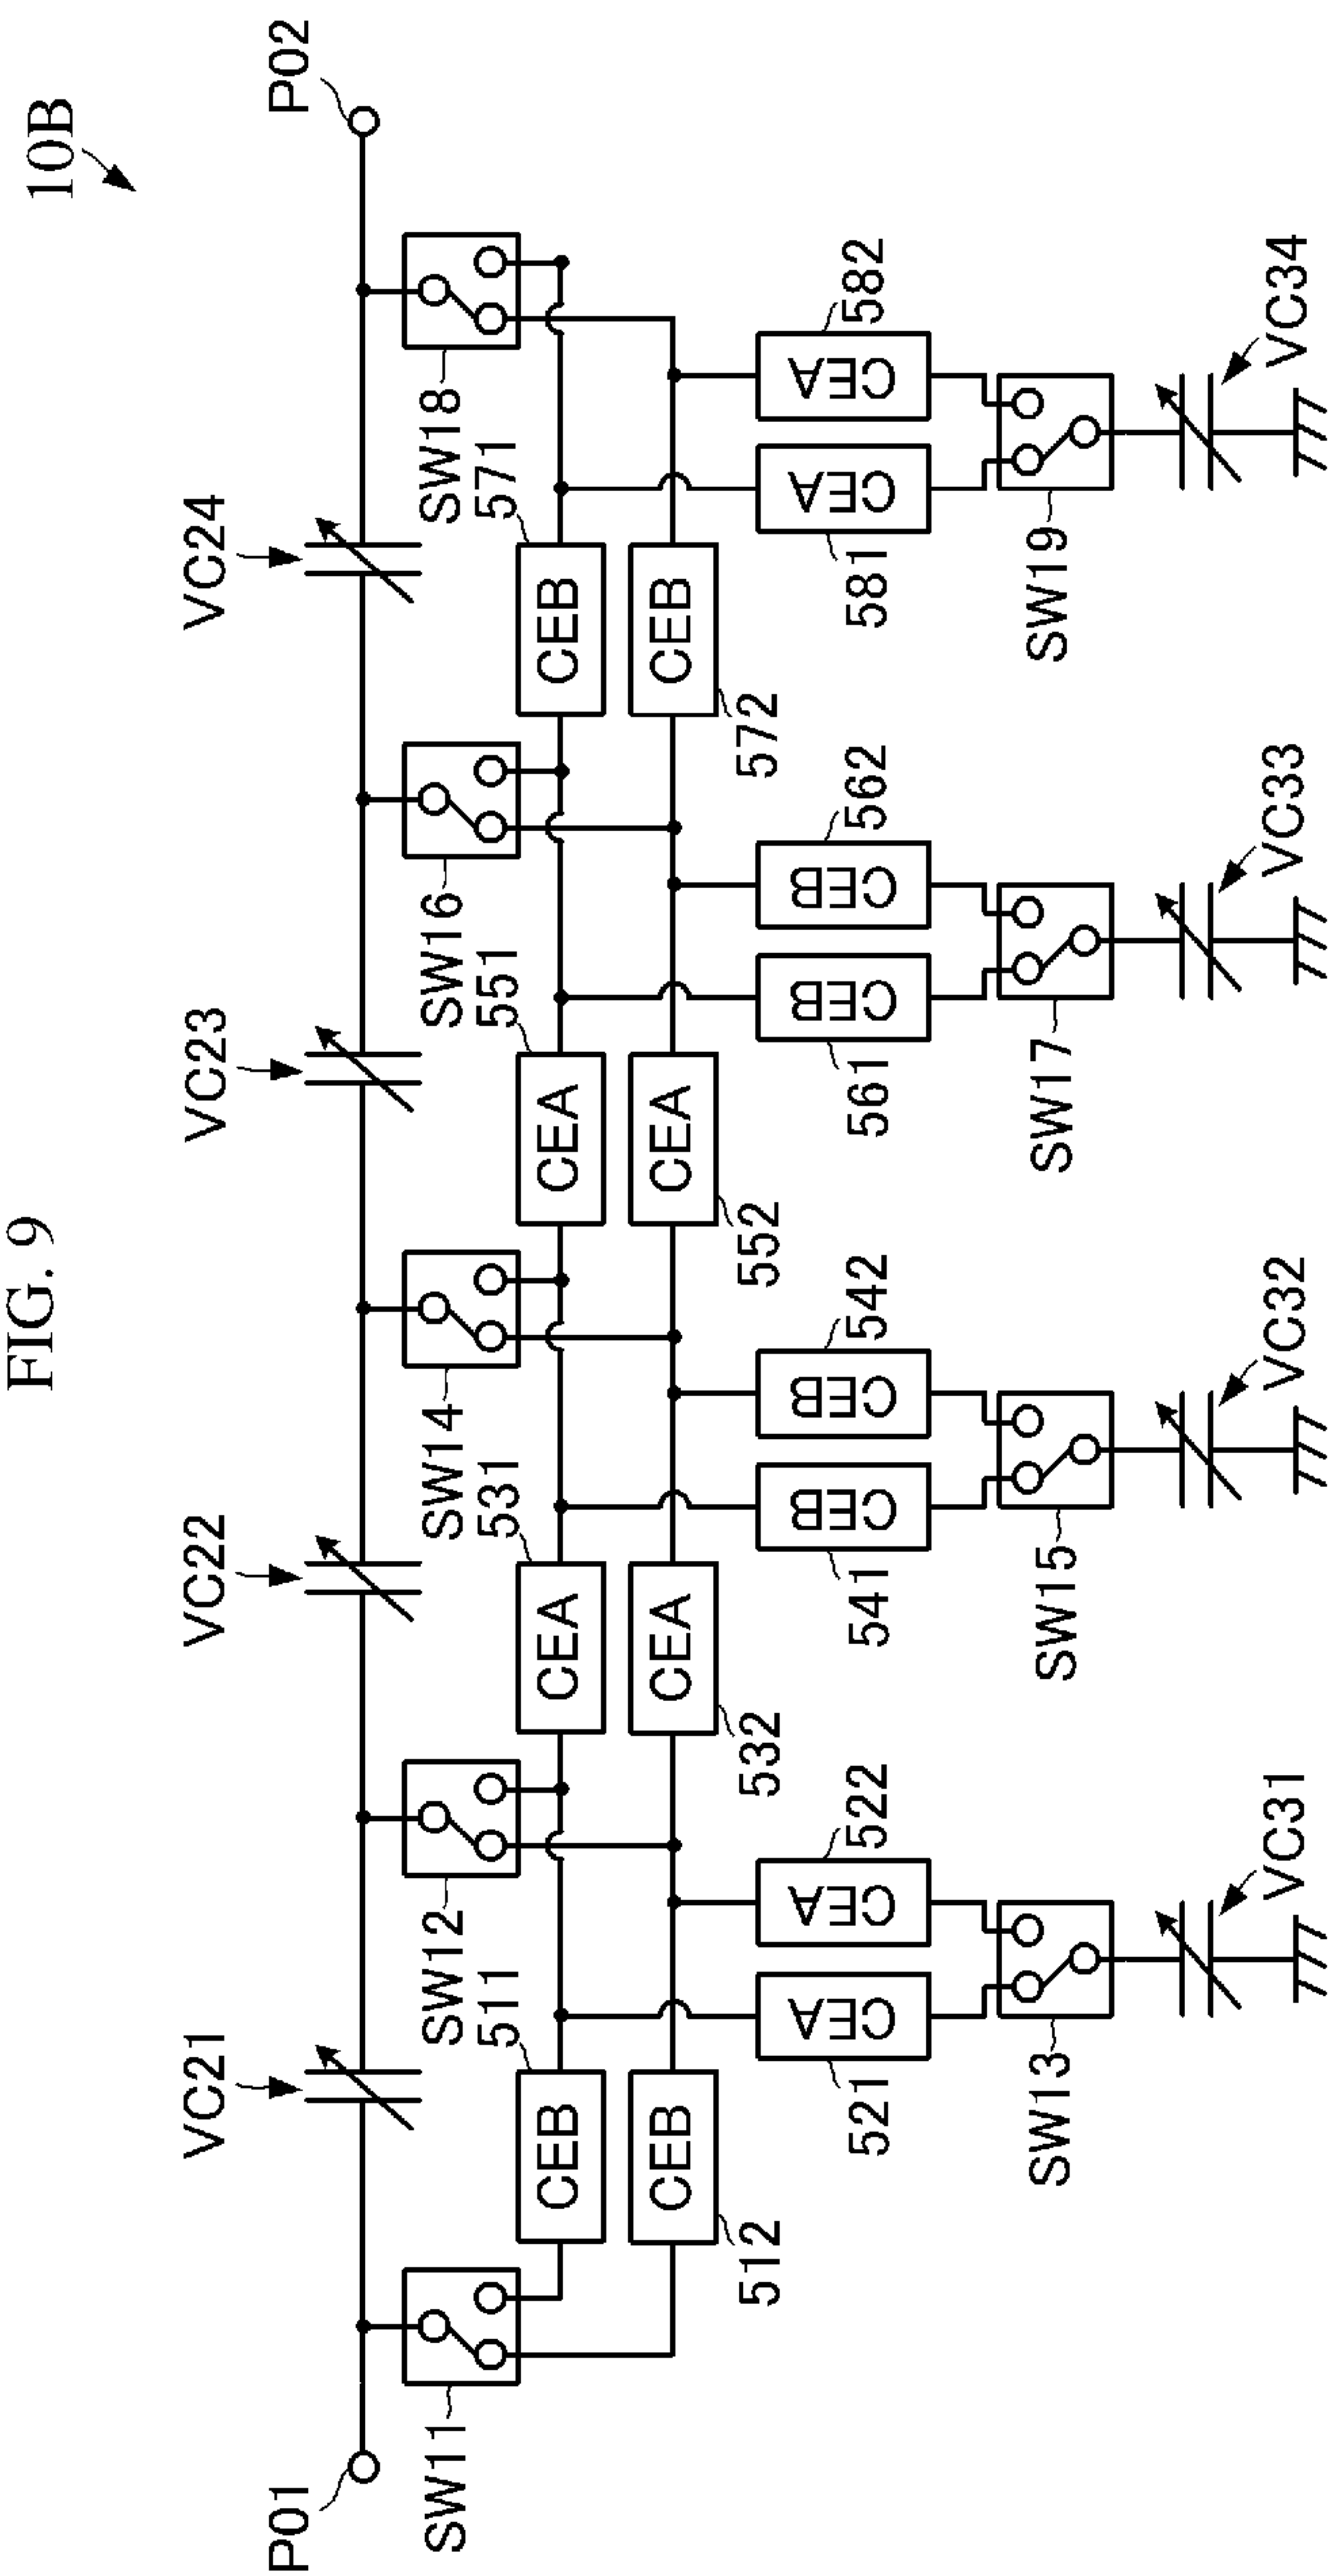 FIG. 9
10B
VC21
VC22
VC23
VC24
P01
P02
SW11
SW12
SW14
SW16
SW18
511
531
551
571
CEB
CEA
CEA
CEB
CEB
CEA
CEA
CEB
512
532
552
572
CEA
CEA
CEB
CEB
CEB
CEB
CEA
CEA
521
522
541
542
561
562
581
582
SW13
SW15
SW17
SW19
VC31
VC32
VC33
VC34